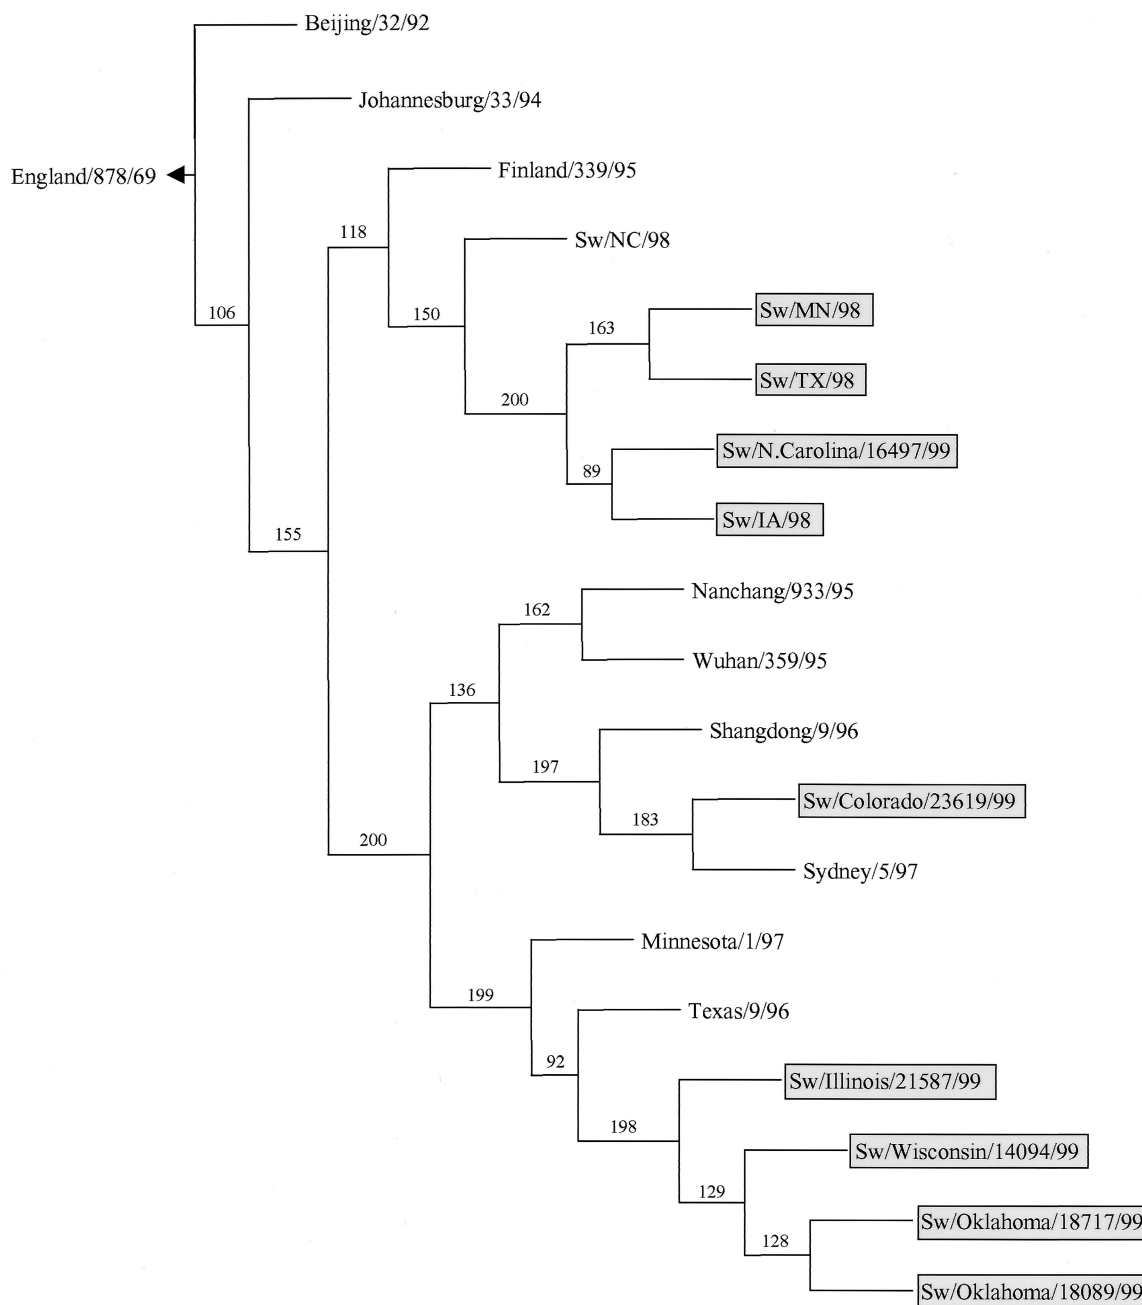 Beijing/32/92
Johannesburg/33/94
England/878/69
Finland/339/95
118
Sw/NC/98
106
150
Sw/MN/98
163
Sw/TX/98
200
Sw/N.Carolina/16497/99
89
Sw/IA/98
155
Nanchang/933/95
162
Wuhan/359/95
136
Shangdong/9/96
197
Sw/Colorado/23619/99
183
200
Sydney/5/97
Minnesota/1/97
199
Texas/9/96
92
Sw/Illinois/21587/99
198
Sw/Wisconsin/14094/99
129
Sw/Oklahoma/18717/99
128
Sw/Oklahoma/18089/99